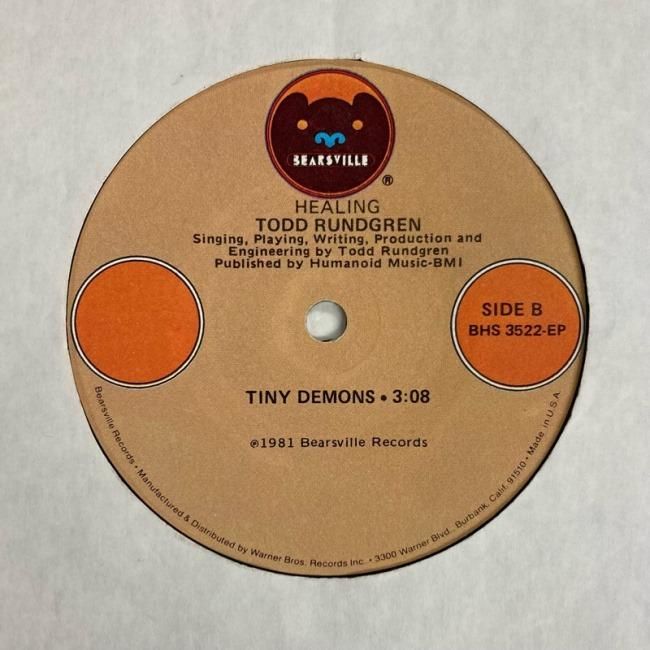 BEARSVILLE
®
HEALING
TODD RUNDGREN
Singing, Playing, Writing, Production and
Engineering by Todd Rundgren
Published by Humanoid Music-BMI
SIDE B
BHS 3522-EP
TINY DEMONS • 3:08
℗1981 Bearsville Records
Bearsville Records • Manufactured & Distributed by Warner Bros. Records Inc. • 3300 Warner Blvd., Burbank, Calif. 91510 • Made in U.S.A.